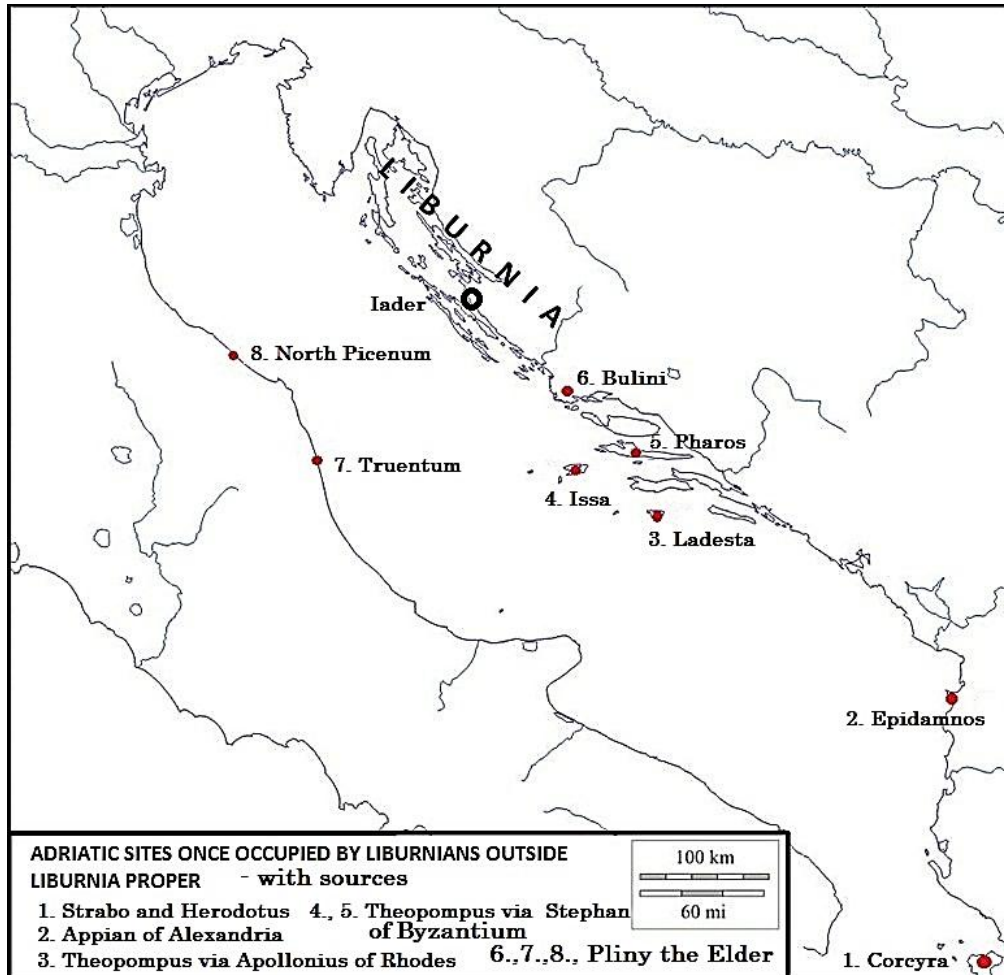 LIBURNIA
Iader
8. North Picenum
6. Bulini
5. Pharos
7. Truentum
4. Issa
3. Ladesta
2. Epidamnos
1. Corcyra
ADRIATIC SITES ONCE OCCUPIED BY LIBURNIANS OUTSIDE
LIBURNIA PROPER - with sources
1. Strabo and Herodotus 4., 5. Theopompus via Stephan
of Byzantium
2. Appian of Alexandria
3. Theopompus via Apollonius of Rhodes 6.,7.,8., Pliny the Elder
100 km
60 mi